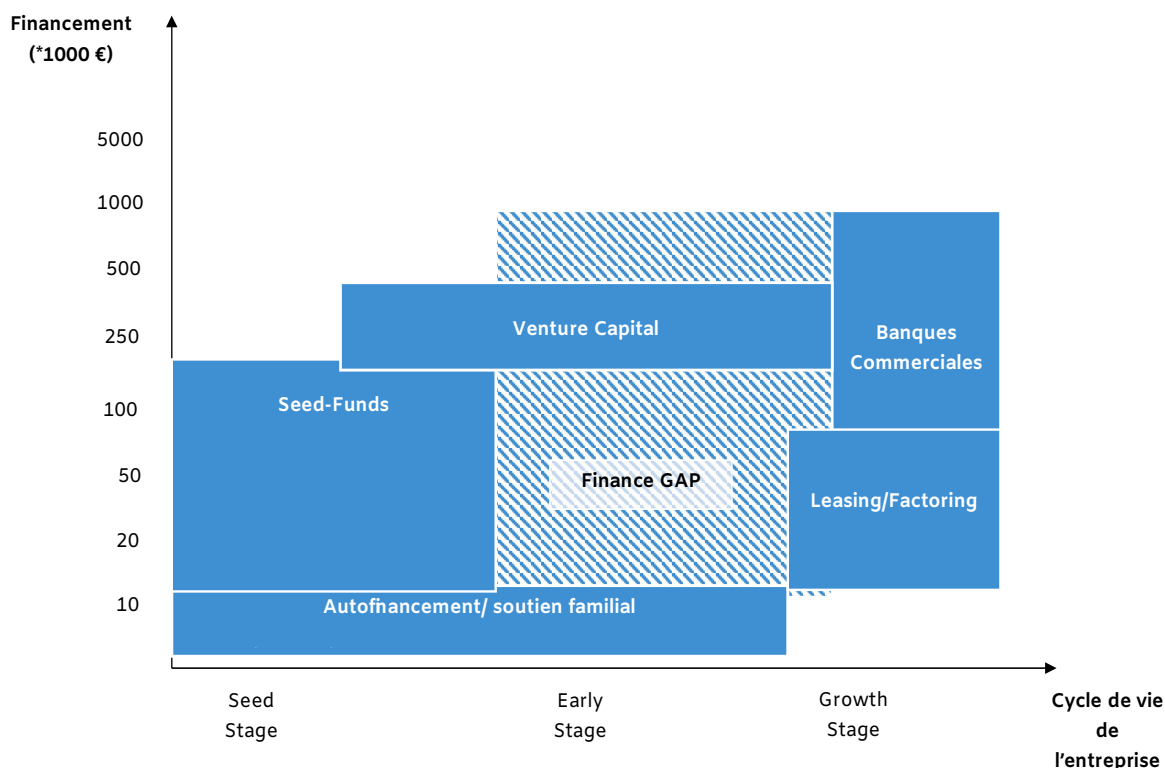 Financement
(*1000 €)
5000
1000
500
250
100
50
20
10
Venture Capital
Banques
Commerciales
Seed-Funds
Finance GAP
Leasing/Factoring
Autofinancement/ soutien familial
Seed
Stage
Early
Stage
Growth
Stage
Cycle de vie
de
l'entreprise